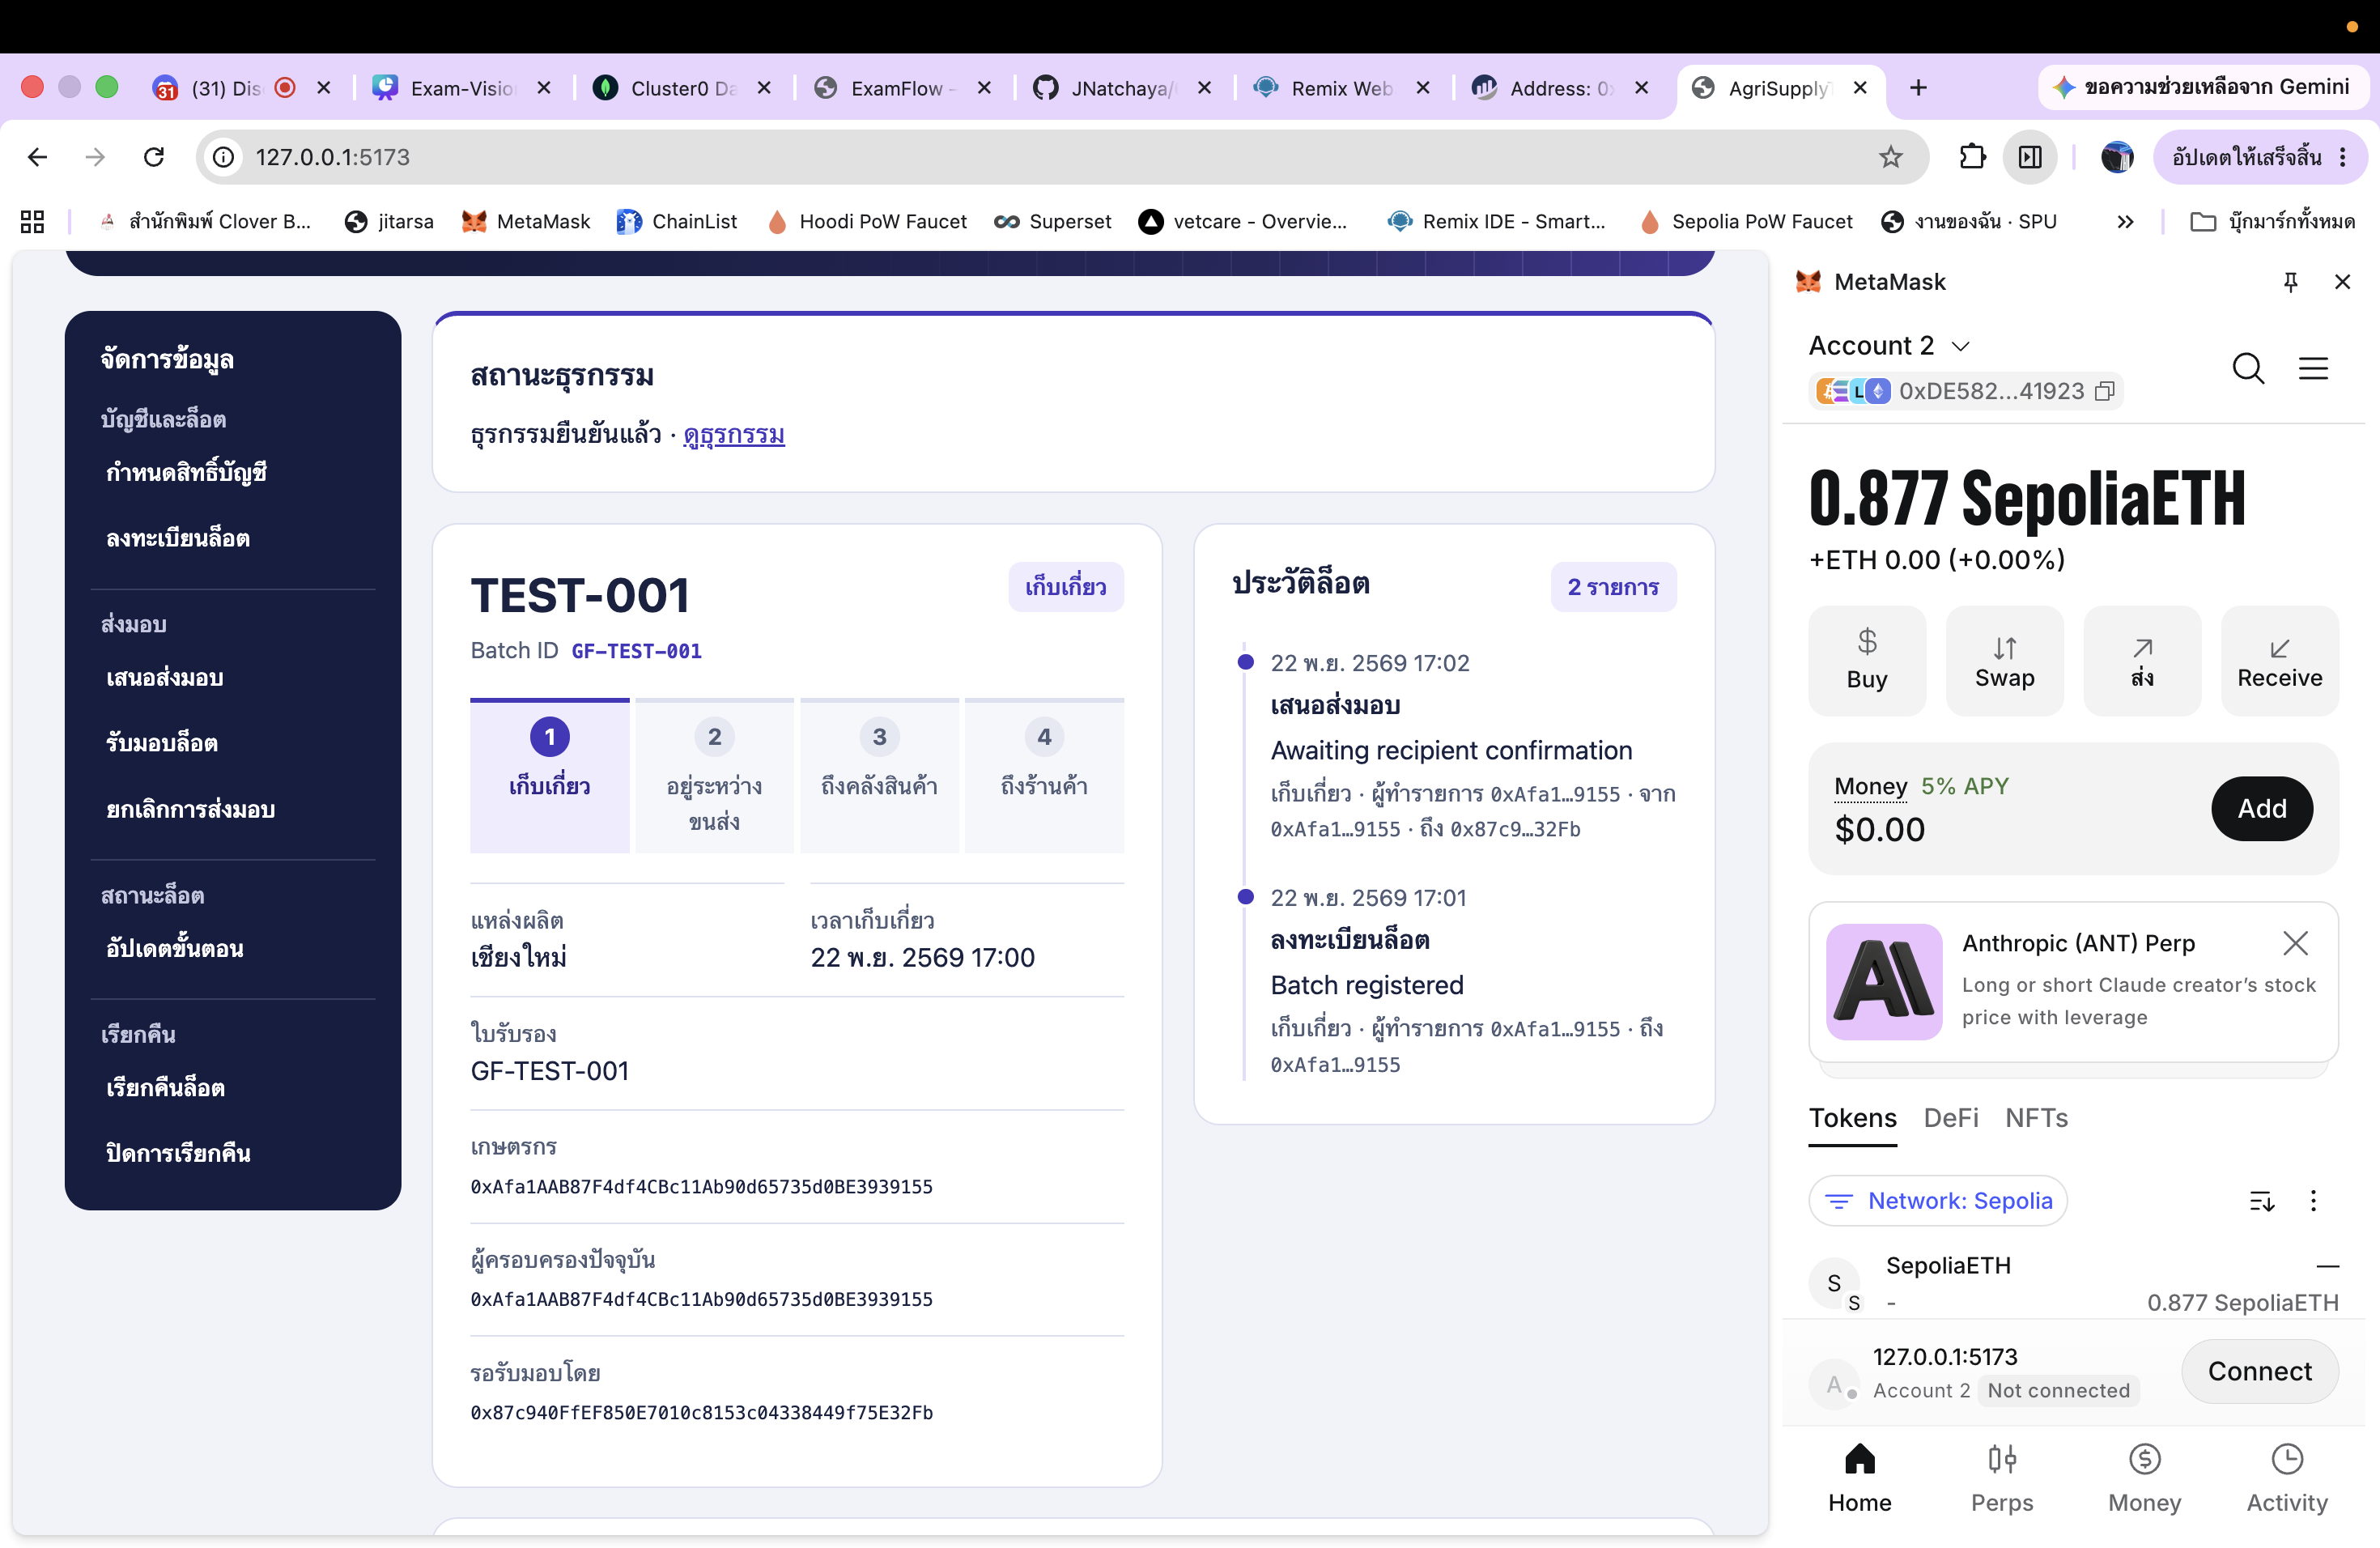 (31) Dis
Exam-Visio
Cluster0 Da
ExamFlow -
JNatchaya/
Remix Web
Address: 0x
AgriSupplyT
ขอความช่วยเหลือจาก Gemini
127.0.0.1:5173
อัปเดตให้เสร็จสิ้น
สำนักพิมพ์ Clover B...
jitarsa
MetaMask
ChainList
Hoodi PoW Faucet
Superset
vetcare - Overvie...
Remix IDE - Smart...
Sepolia PoW Faucet
งานของฉัน · SPU
บุ๊กมาร์กทั้งหมด
จัดการข้อมูล
บัญชีและล็อต
กำหนดสิทธิ์บัญชี
ลงทะเบียนล็อต
ส่งมอบ
เสนอส่งมอบ
รับมอบล็อต
ยกเลิกการส่งมอบ
สถานะล็อต
อัปเดตขั้นตอน
เรียกคืน
เรียกคืนล็อต
ปิดการเรียกคืน
สถานะธุรกรรม
ธุรกรรมยืนยันแล้ว · ดูธุรกรรม
TEST-001
เก็บเกี่ยว
Batch ID GF-TEST-001
1
เก็บเกี่ยว
2
อยู่ระหว่าง
ขนส่ง
3
ถึงคลังสินค้า
4
ถึงร้านค้า
แหล่งผลิต
เชียงใหม่
เวลาเก็บเกี่ยว
22 พ.ย. 2569 17:00
ใบรับรอง
GF-TEST-001
เกษตรกร
0xAfa1AAB87F4df4CBc11Ab90d65735d0BE3939155
ผู้ครอบครองปัจจุบัน
0xAfa1AAB87F4df4CBc11Ab90d65735d0BE3939155
รอรับมอบโดย
0x87c940FfEF850E7010c8153c04338449f75E32Fb
ประวัติล็อต
2 รายการ
22 พ.ย. 2569 17:02
เสนอส่งมอบ
Awaiting recipient confirmation
เก็บเกี่ยว · ผู้ทำรายการ 0xAfa1…9155 · จาก
0xAfa1…9155 · ถึง 0x87c9…32Fb
22 พ.ย. 2569 17:01
ลงทะเบียนล็อต
Batch registered
เก็บเกี่ยว · ผู้ทำรายการ 0xAfa1…9155 · ถึง
0xAfa1…9155
MetaMask
Account 2
0xDE582...41923
0.877 SepoliaETH
+ETH 0.00 (+0.00%)
Buy
Swap
ส่ง
Receive
Money 5% APY
$0.00
Add
Anthropic (ANT) Perp
Long or short Claude creator's stock
price with leverage
Tokens
DeFi
NFTs
Network: Sepolia
S
S
SepoliaETH
—
-
0.877 SepoliaETH
A
127.0.0.1:5173
Account 2 Not connected
Connect
Home
Perps
Money
Activity